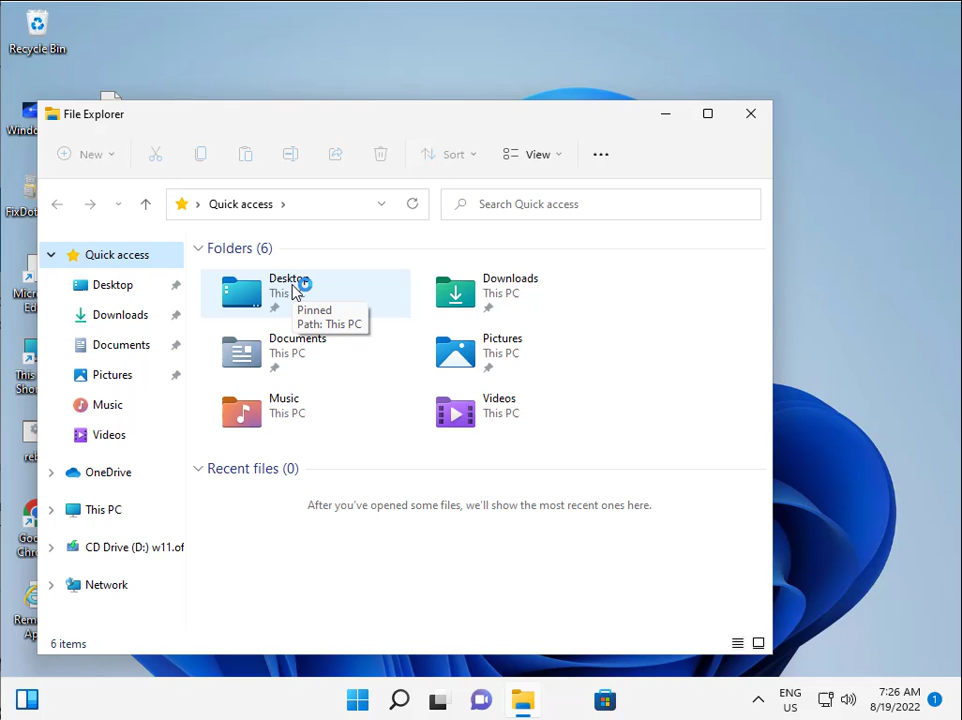 Recycle Bin
File Explorer
New
Sort
View
Quick access
Search Quick access
Quick access
Desktop
Downloads
Documents
Pictures
Music
Videos
OneDrive
This PC
CD Drive (D:) w11.of
Network
Folders (6)
Desktop
This
Pinned
Path: This PC
Downloads
This PC
Documents
This PC
Pictures
This PC
Music
This PC
Videos
This PC
Recent files (0)
After you've opened some files, we'll show the most recent ones here.
6 items
ENG
US
7:26 AM
8/19/2022
1